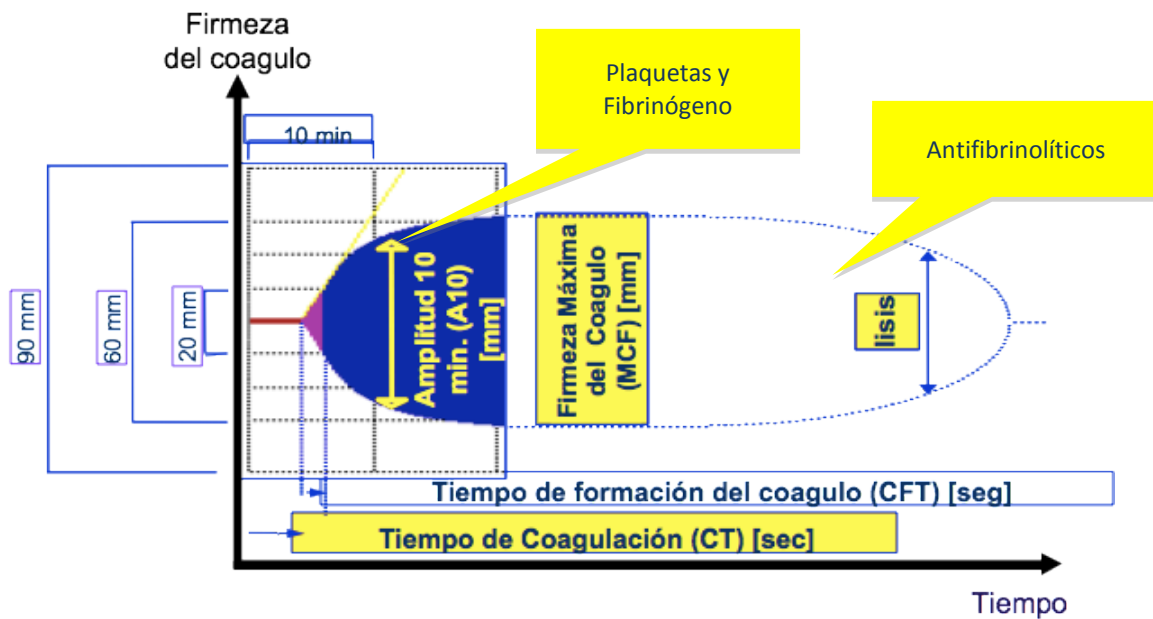 Firmeza
del coagulo
Plaquetas y
Fibrinógeno
Antifibrinolíticos
10 min
90 mm
60 mm
20 mm
Amplitud 10
min. (A10)
[mm]
Firmeza Máxima
del Coagulo
(MCF) [mm]
lisis
Tiempo de formación del coagulo (CFT) [seg]
Tiempo de Coagulación (CT) [sec]
Tiempo